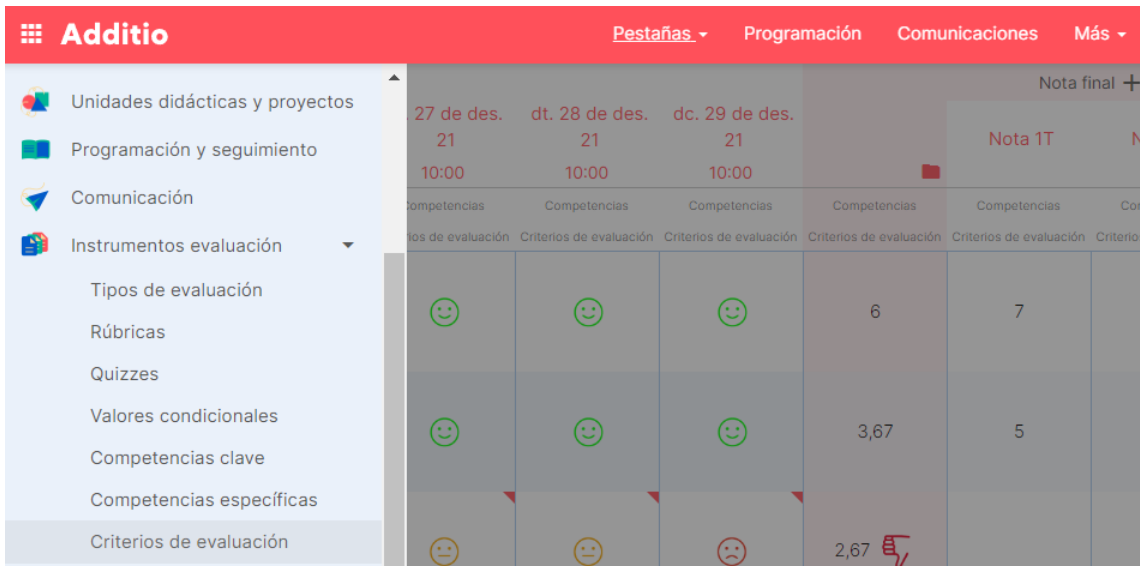 Additio
Pestañas
Programación
Comunicaciones
Más
Unidades didácticas y proyectos
Programación y seguimiento
Comunicación
Instrumentos evaluación
Tipos de evaluación
Rúbricas
Quizzes
Valores condicionales
Competencias clave
Competencias específicas
Criterios de evaluación
Nota final
27 de des. dt. 28 de des. dc. 29 de des.
21 21 21 Nota 1T
10:00 10:00 10:00
Competencias Competencias Competencias Competencias
de evaluación Criterios de evaluación Criterios de evaluación Criterios de evaluación Criterios de evaluación
6 7
3,67 5
2,67